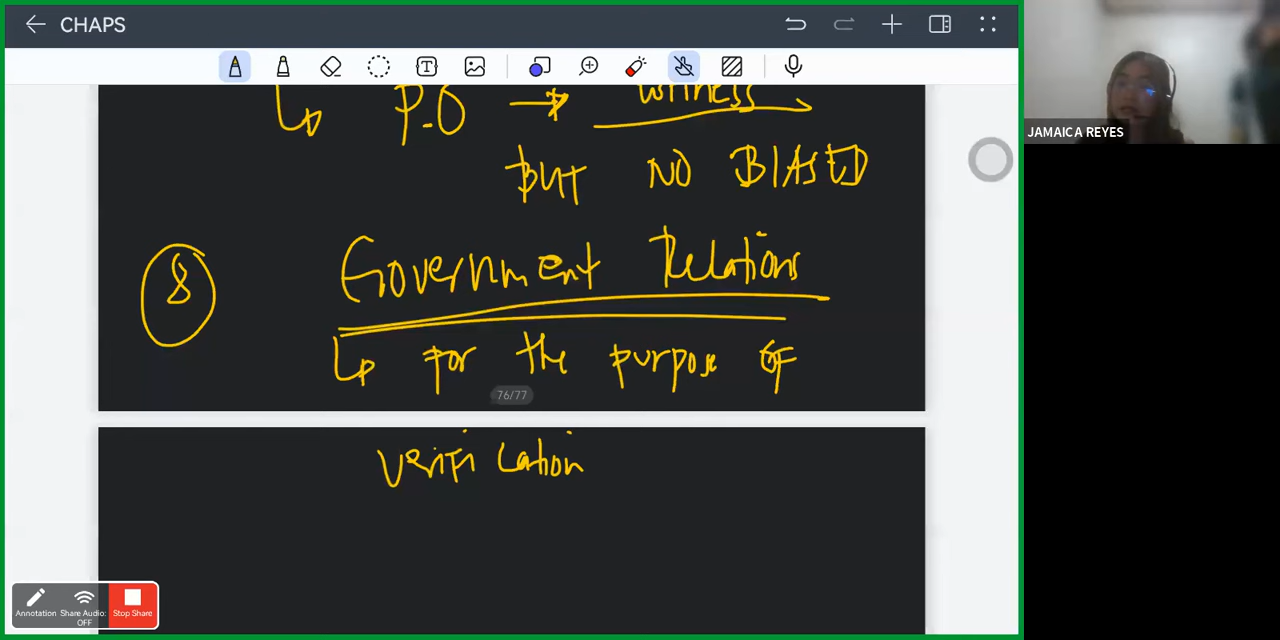 CHAPS
JAMAICA REYES
P.O → witness
BUT NO BIASED
8 Government Relations
↳ for the purpose of
76/77
verification
Annotation Share Audio: OFF Stop Share